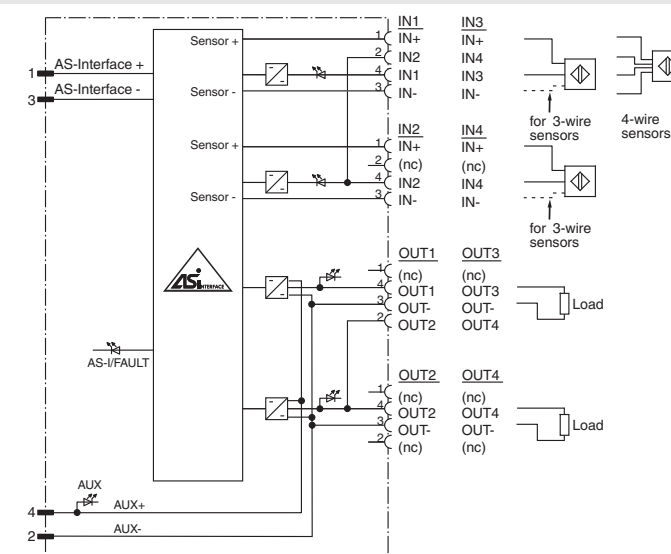 IN1 IN3
Sensor + 1 IN+ IN+
2 IN2 IN4
AS-Interface + 4 IN1 IN3
1
Sensor - 3 IN- IN-
AS-Interface -
3
for 3-wire
sensors
4-wire
sensors
IN2 IN4
Sensor + 1 IN+ IN+
2 (nc) (nc)
4 IN2 IN4
Sensor - 3 IN- IN-
for 3-wire
sensors
OUT1 OUT3
1 (nc) (nc)
ASi INTERFACE
4 OUT1 OUT3
3 OUT- OUT-
Load
2 OUT2 OUT4
AS-I/FAULT
OUT2 OUT4
1 (nc) (nc)
4 OUT2 OUT4
3 OUT- OUT-
Load
2 (nc) (nc)
AUX
4 AUX+
2 AUX-